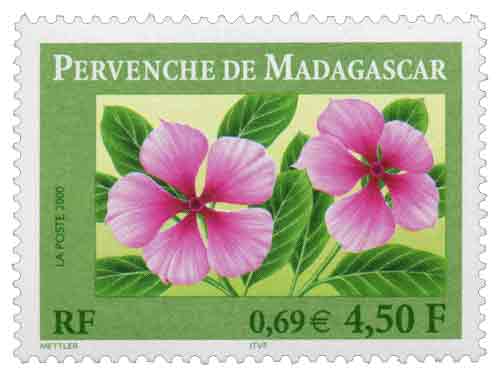 PERVENCHE DE MADAGASCAR
LA POSTE 2000
RF
0,69€ 4,50 F
METTLER
ITVF